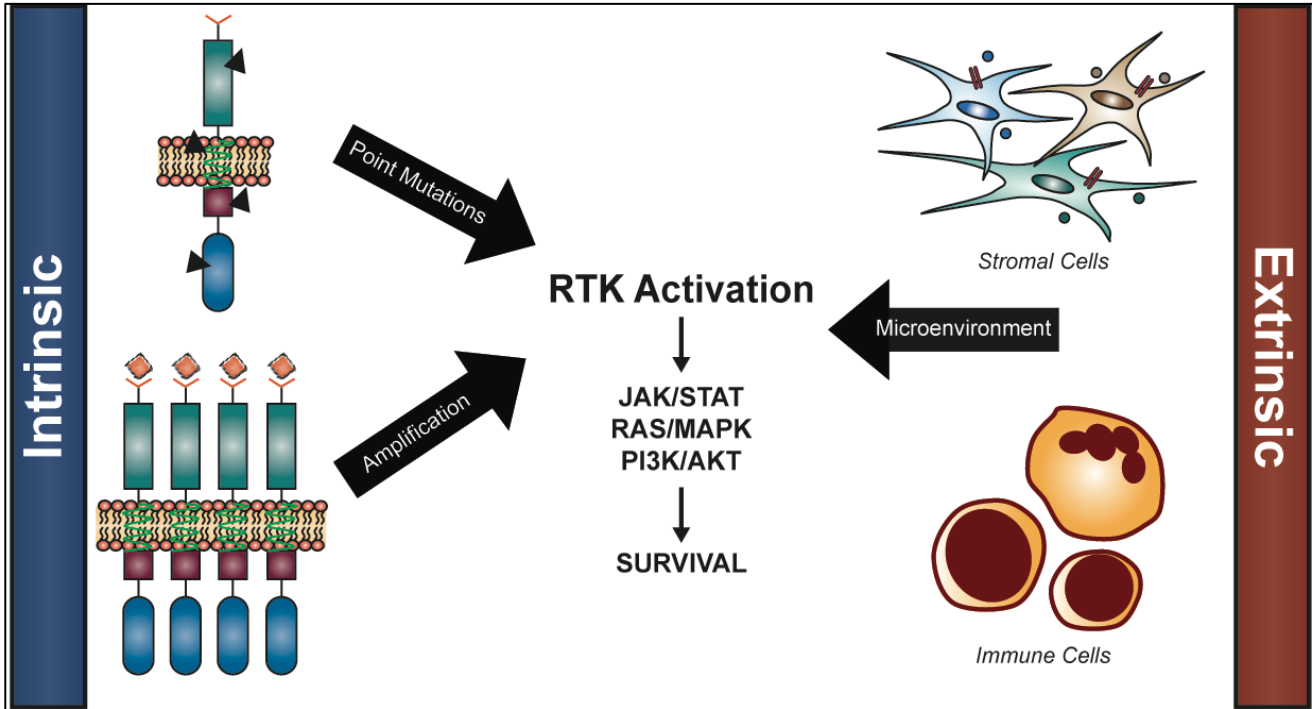 Intrinsic
Point Mutations
Amplification
RTK Activation
JAK/STAT
RAS/MAPK
PI3K/AKT
SURVIVAL
Stromal Cells
Microenvironment
Immune Cells
Extrinsic